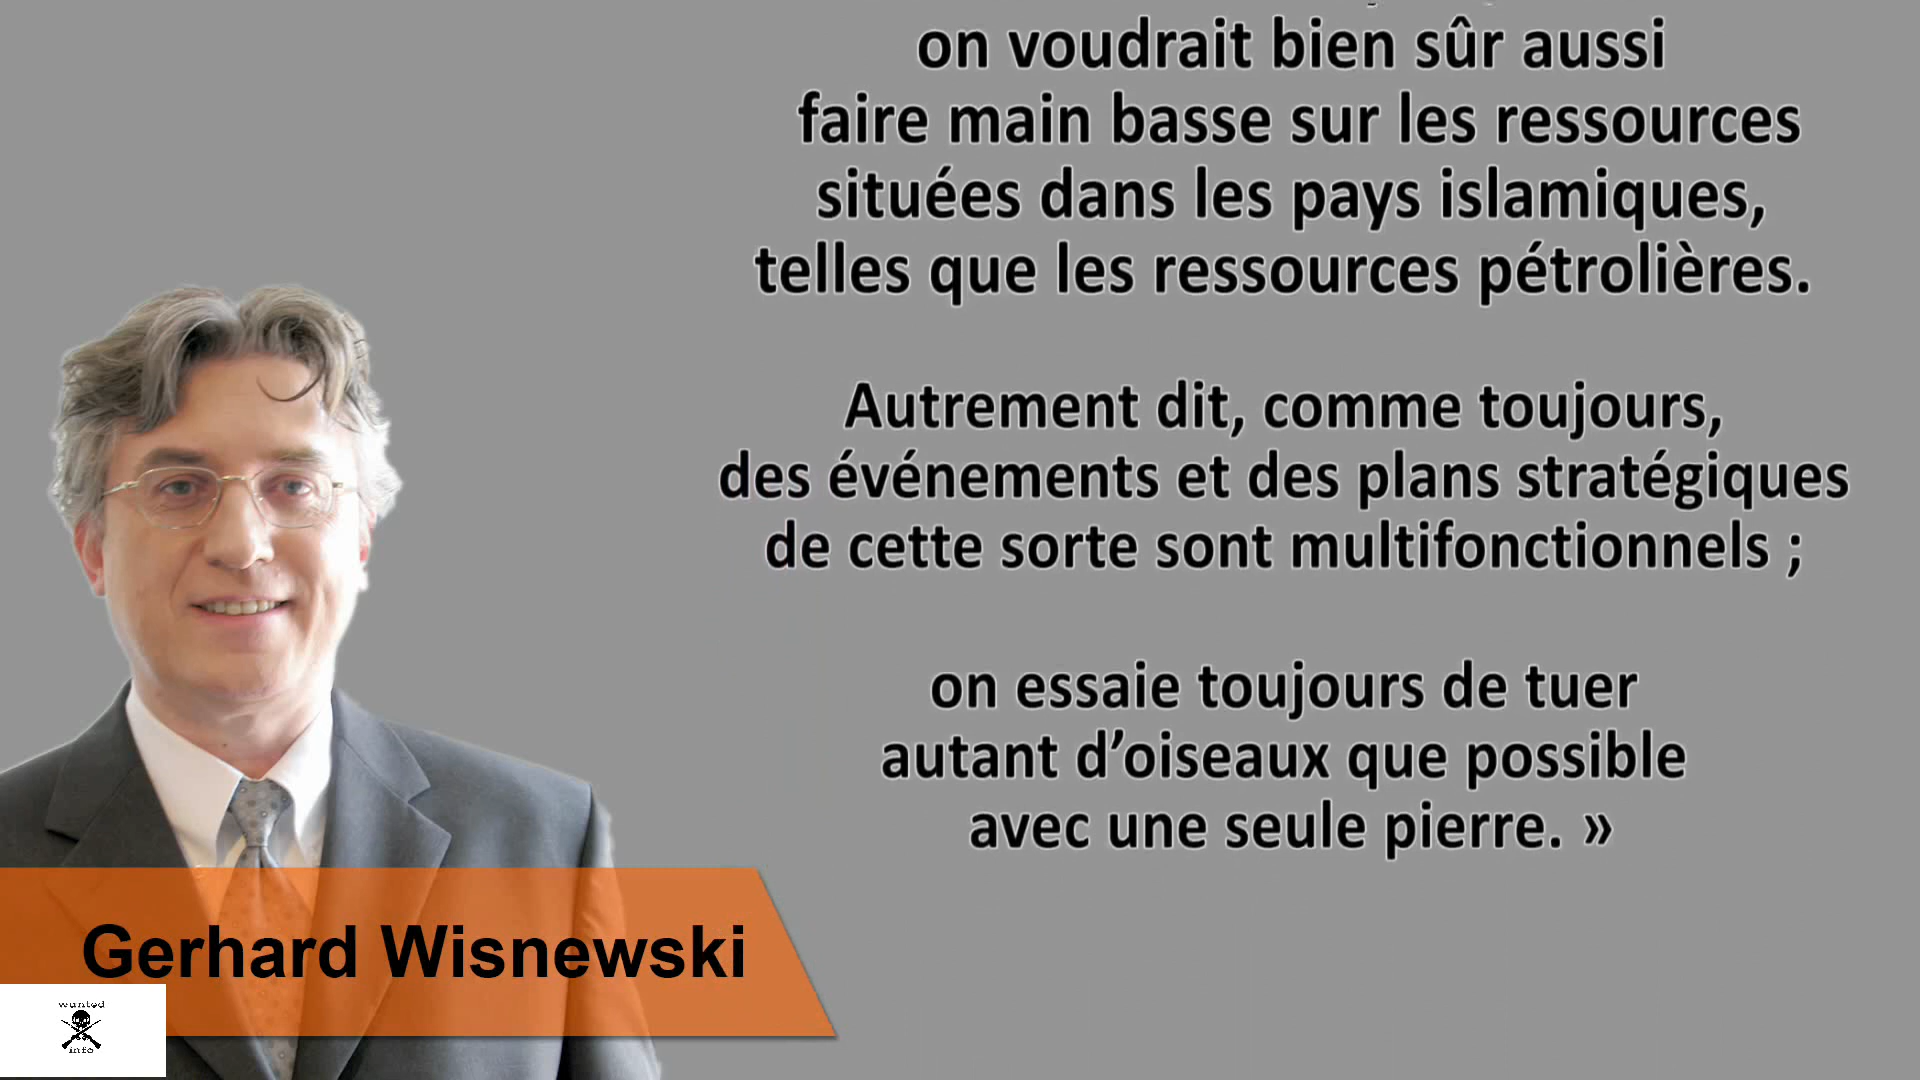 on voudrait bien sûr aussi
faire main basse sur les ressources
situées dans les pays islamiques,
telles que les ressources pétrolières.
Autrement dit, comme toujours,
des événements et des plans stratégiques
de cette sorte sont multifonctionnels ;
on essaie toujours de tuer
autant d’oiseaux que possible
avec une seule pierre. »
Gerhard Wisnewski
wunted
info